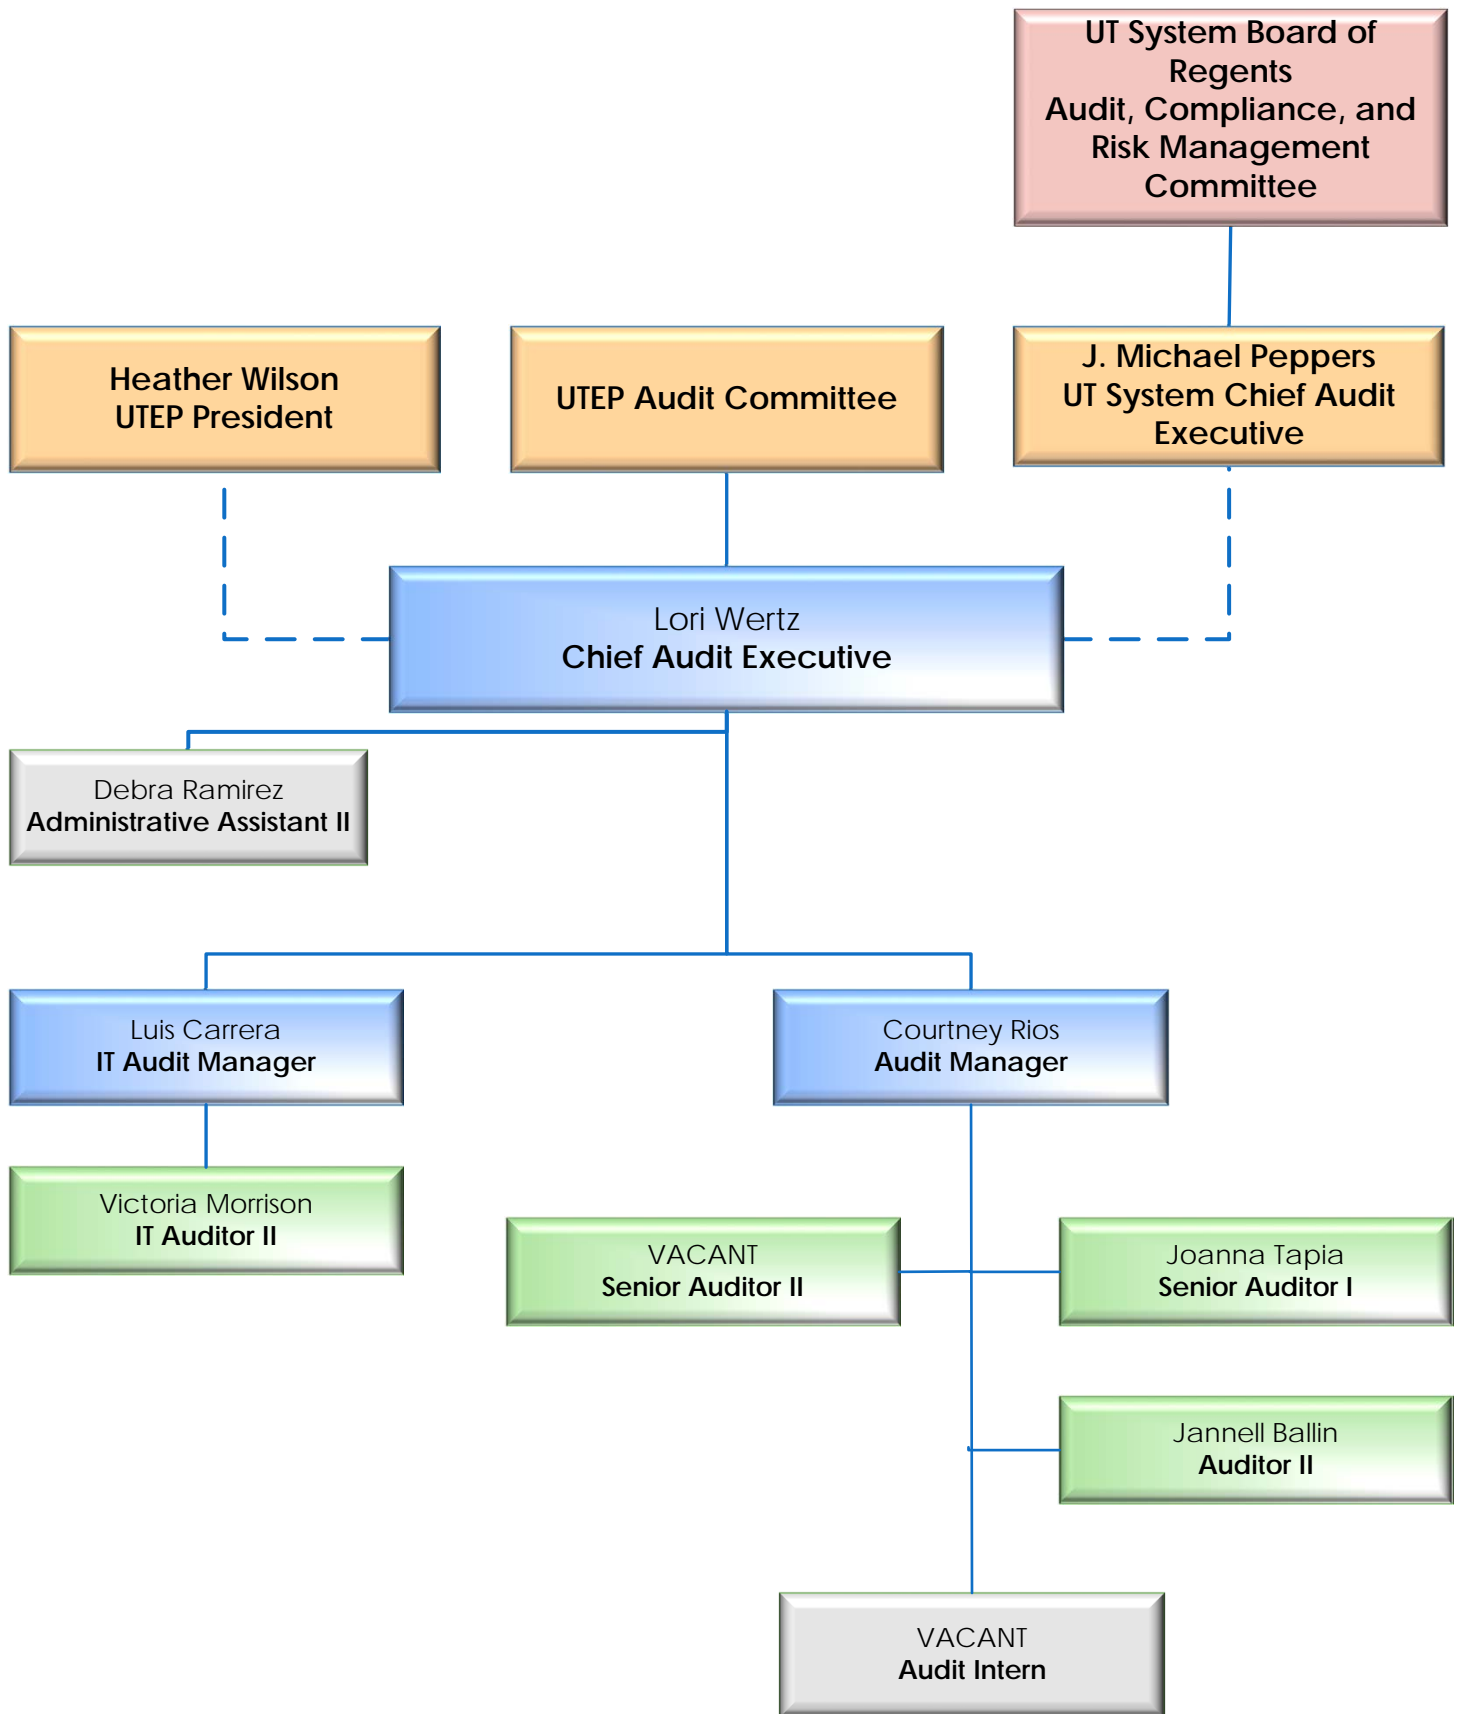 UT System Board of
Regents
Audit, Compliance, and
Risk Management
Committee
Heather Wilson
UTEP President
UTEP Audit Committee
J. Michael Peppers
UT System Chief Audit
Executive
Lori Wertz
Chief Audit Executive
Debra Ramirez
Administrative Assistant II
Luis Carrera
IT Audit Manager
Courtney Rios
Audit Manager
Victoria Morrison
IT Auditor II
VACANT
Senior Auditor II
Joanna Tapia
Senior Auditor I
Jannell Ballin
Auditor II
VACANT
Audit Intern